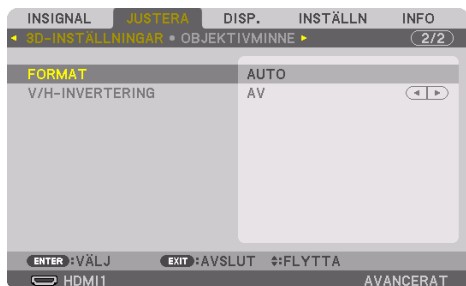 INSIGNAL JUSTERA DISP. INSTÄLLN INFO
3D-INSTÄLLNINGAR • OBJEKTIVMINNE 2/2
FORMAT AUTO
V/H-INVERTERING AV
ENTER:VÄLJ EXIT:AVSLUT :FLYTTA
HDMI1 AVANCERAT